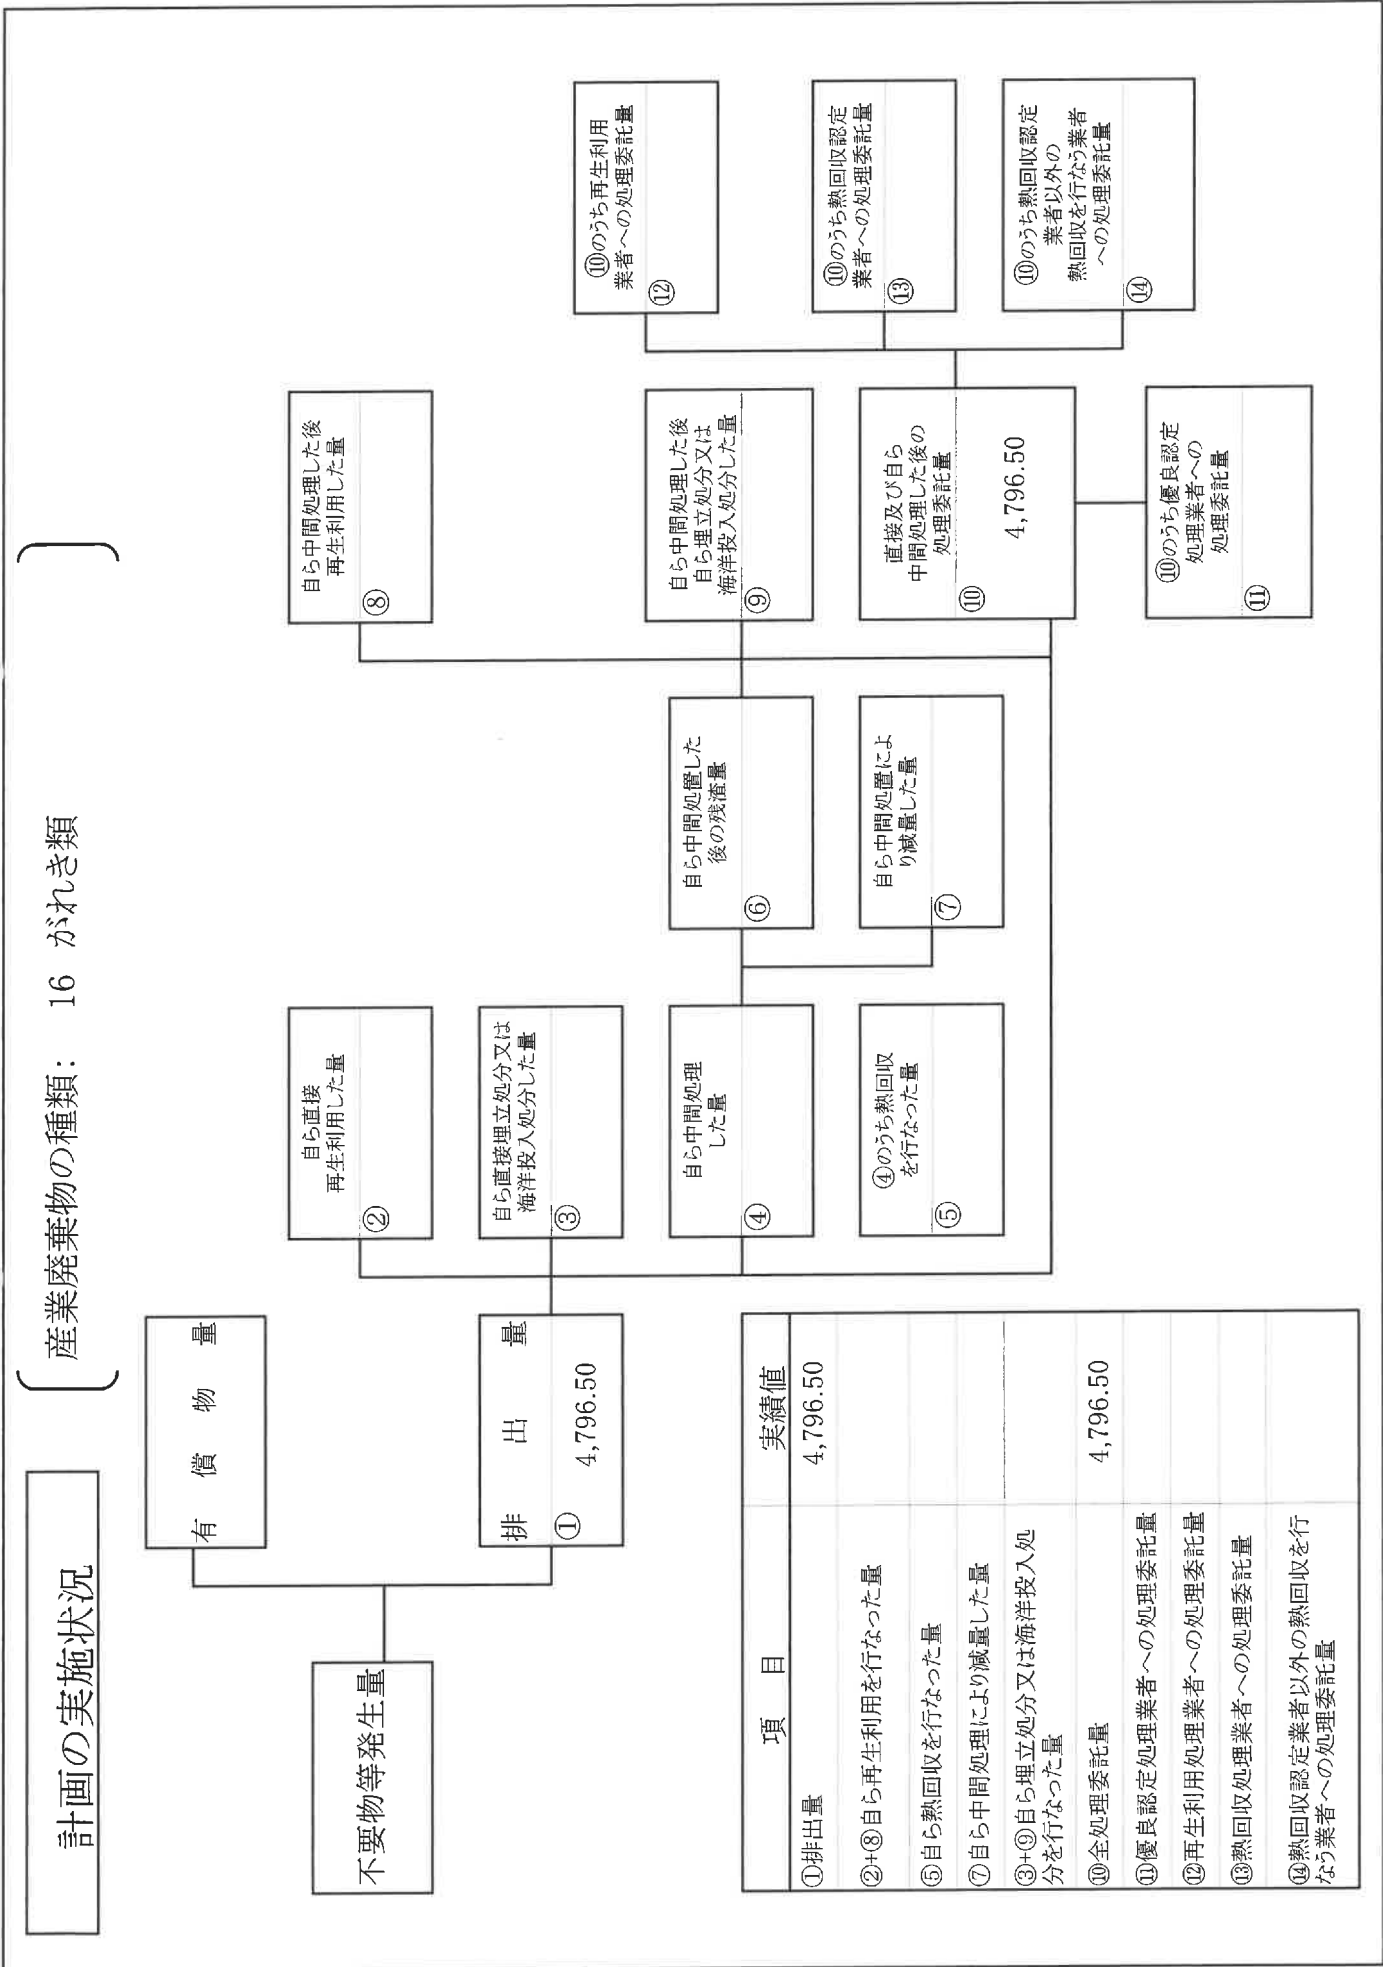 計画の実施状況
産業廃棄物の種類： 16 がれき類
不要物等発生量
有償物量
排出量
①
4,796.50
自ら直接
再生利用した量
②
自ら直接埋立処分又は
海洋投入処分した量
③
自ら中間処理
した量
④
④のうち熱回収
を行なった量
⑤
自ら中間処置した
後の残渣量
⑥
自ら中間処置によ
り減量した量
⑦
自ら中間処理した後
再生利用した量
⑧
自ら中間処理した後
自ら埋立処分又は
海洋投入処分した量
⑨
直接及び自ら
中間処理した後の
処理委託量
⑩
4,796.50
⑩のうち優良認定
処理業者への
処理委託量
⑪
⑩のうち再生利用
業者への処理委託量
⑫
⑩のうち熱回収認定
業者への処理委託量
⑬
⑩のうち熱回収認定
業者以外の
熱回収を行なう業者
への処理委託量
⑭
項目 実績値
①排出量 4,796.50
②+⑧自ら再生利用を行なった量
⑤自ら熱回収を行なった量
⑦自ら中間処理により減量した量
③+⑨自ら埋立処分又は海洋投入処
分を行なった量
⑩全処理委託量 4,796.50
⑪優良認定処理業者への処理委託量
⑫再生利用処理業者への処理委託量
⑬熱回収処理業者への処理委託量
⑭熱回収認定業者以外の熱回収を行
なう業者への処理委託量